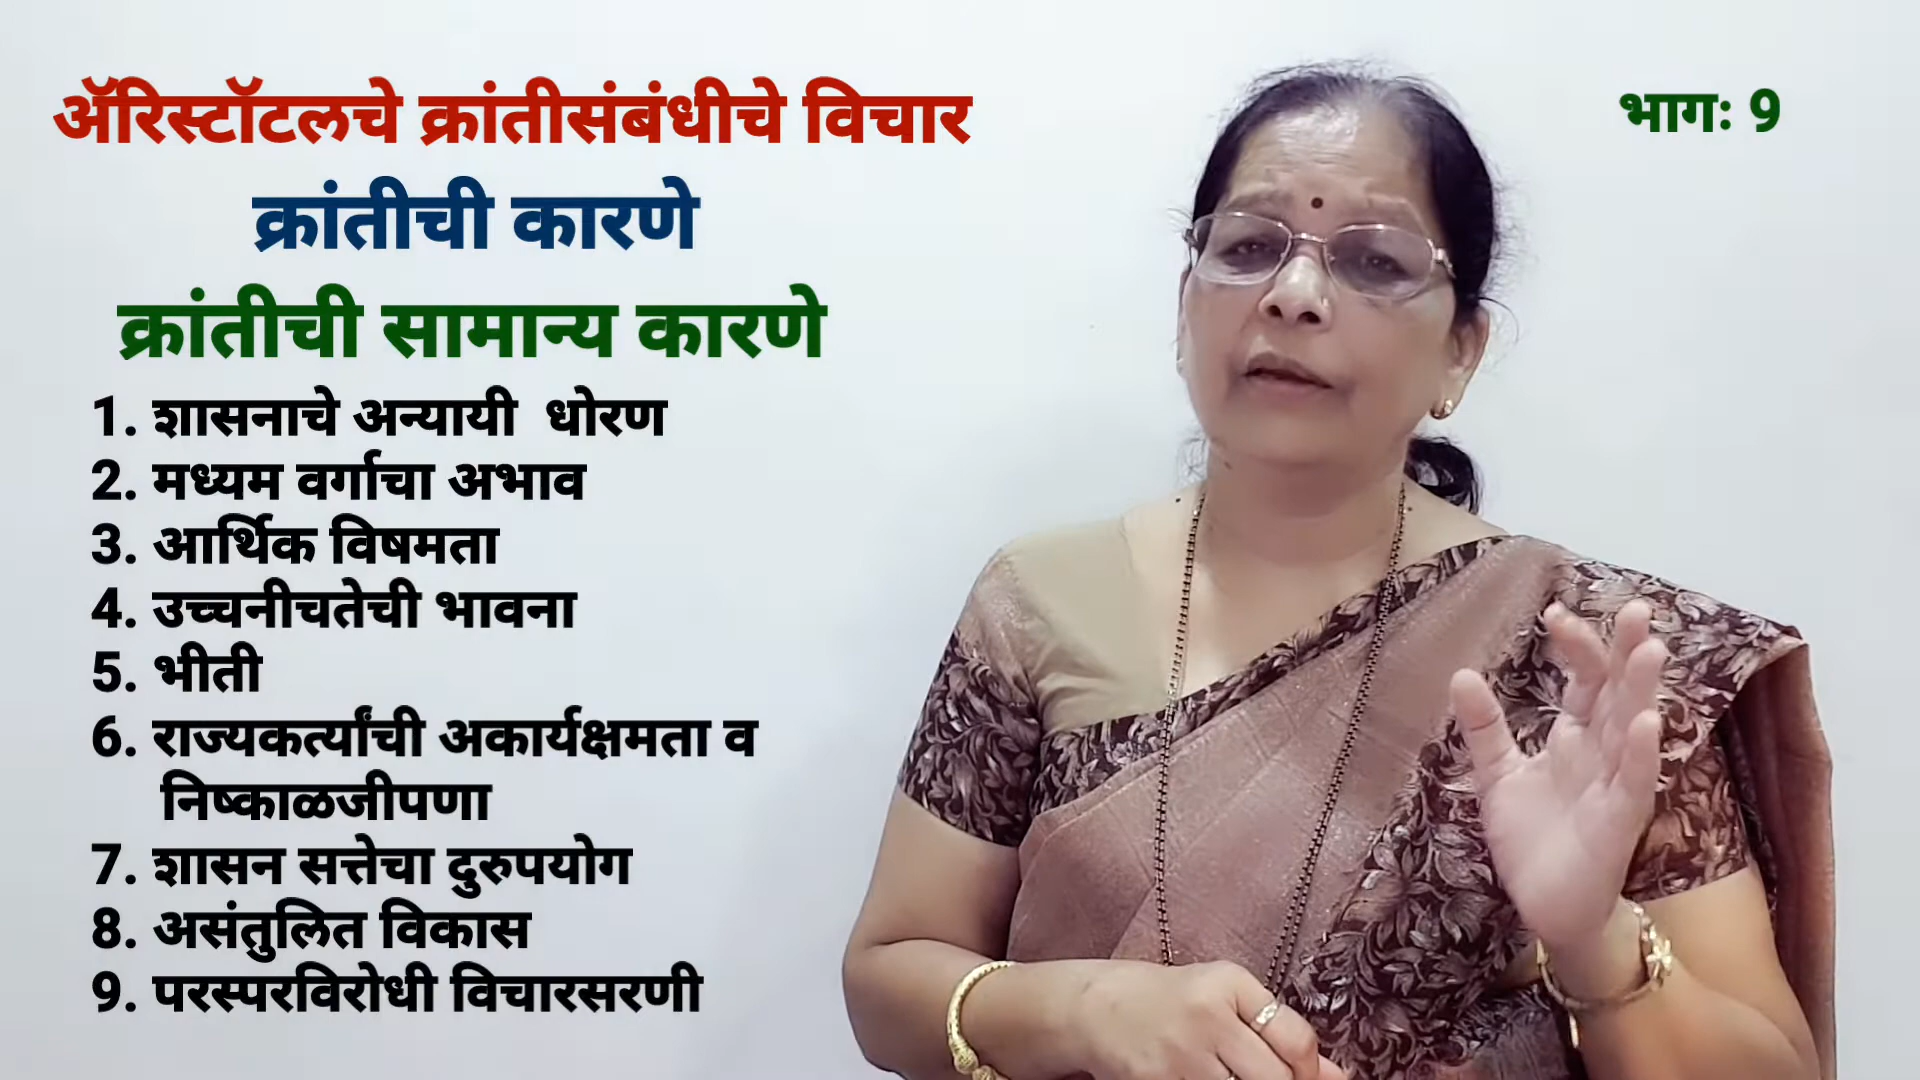 ॲरिस्टॉटलचे क्रांतीसंबंधीचे विचार
भागः 9
क्रांतीची कारणे
क्रांतीची सामान्य कारणे
1. शासनाचे अन्यायी धोरण
2. मध्यम वर्गाचा अभाव
3. आर्थिक विषमता
4. उच्चनीचतेची भावना
5. भीती
6. राज्यकर्त्यांची अकार्यक्षमता व
निष्काळजीपणा
7. शासन सत्तेचा दुरुपयोग
8. असंतुलित विकास
9. परस्परविरोधी विचारसरणी